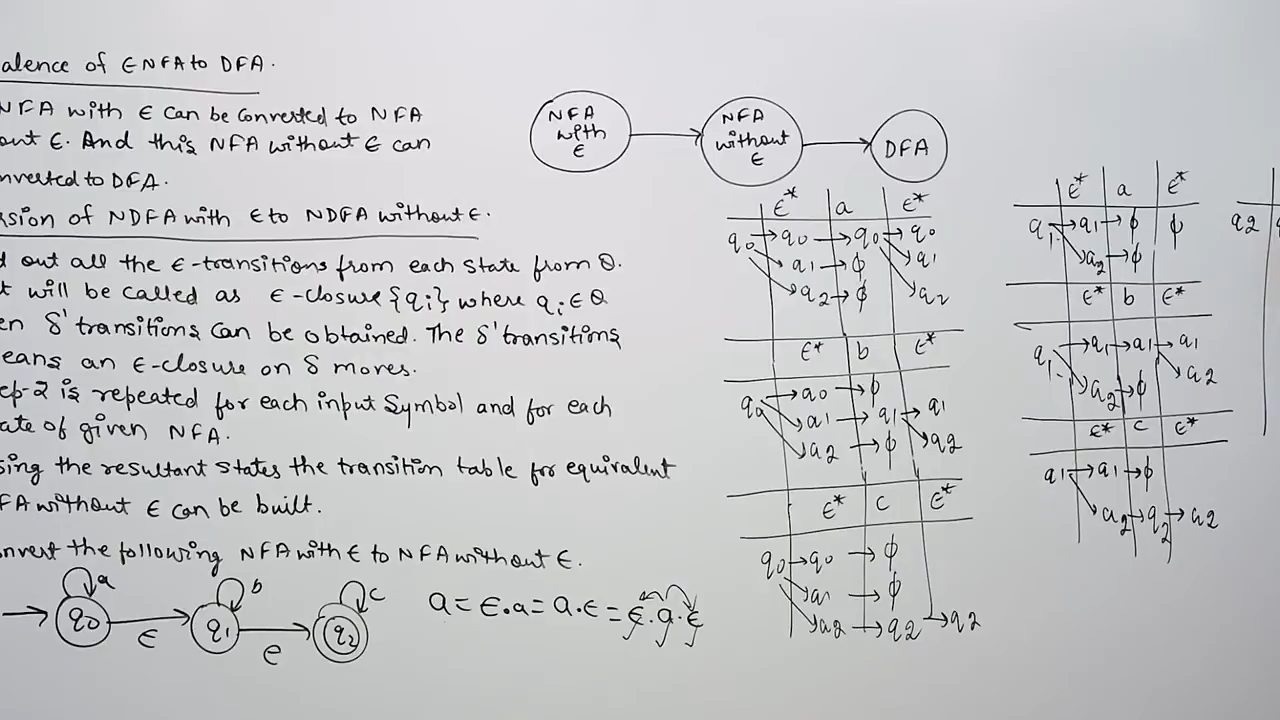 alence of ϵ NFA to DFA.
NFA with ϵ can be converted to NFA
out ϵ. And this NFA without ϵ can
nverted to DFA.
sion of NDFA with ϵ to NDFA without ϵ.
d out all the ϵ-transitions from each state from Q.
t will be called as ϵ-closure {qi} where qi ∈ Q
en δ' transitions can be obtained. The δ' transitions
eans an ϵ-closure on δ moves.
ep-2 is repeated for each input Symbol and for each
ate of given NFA.
sing the resultant states the transition table for equivalent
FA without ϵ can be built.
nvert the following NFA with ϵ to NFA without ϵ.
a b c
q0 q1 q2
ϵ e
a = ϵ.a = a.ϵ = ϵ.a.ϵ
NFA with ϵ → NFA without ϵ → DFA
ϵ* a ϵ*
q0 → q0 → q0 → q0
q1 → ϕ q1
q2 → ϕ q2
ϵ* b ϵ*
q0 → q0 → ϕ
q1 → q1 → q1
q2 → ϕ q2
ϵ* c ϵ*
q0 → q0 → ϕ
q1 → ϕ
q2 → q2 → q2
ϵ* a ϵ*
q1 → q1 → ϕ ϕ
q2 → ϕ
ϵ* b ϵ*
q1 → q1 → q1 → q1
q2 → ϕ q2
ϵ* c ϵ*
q1 → q1 → ϕ
q2 → q2 → q2
q2